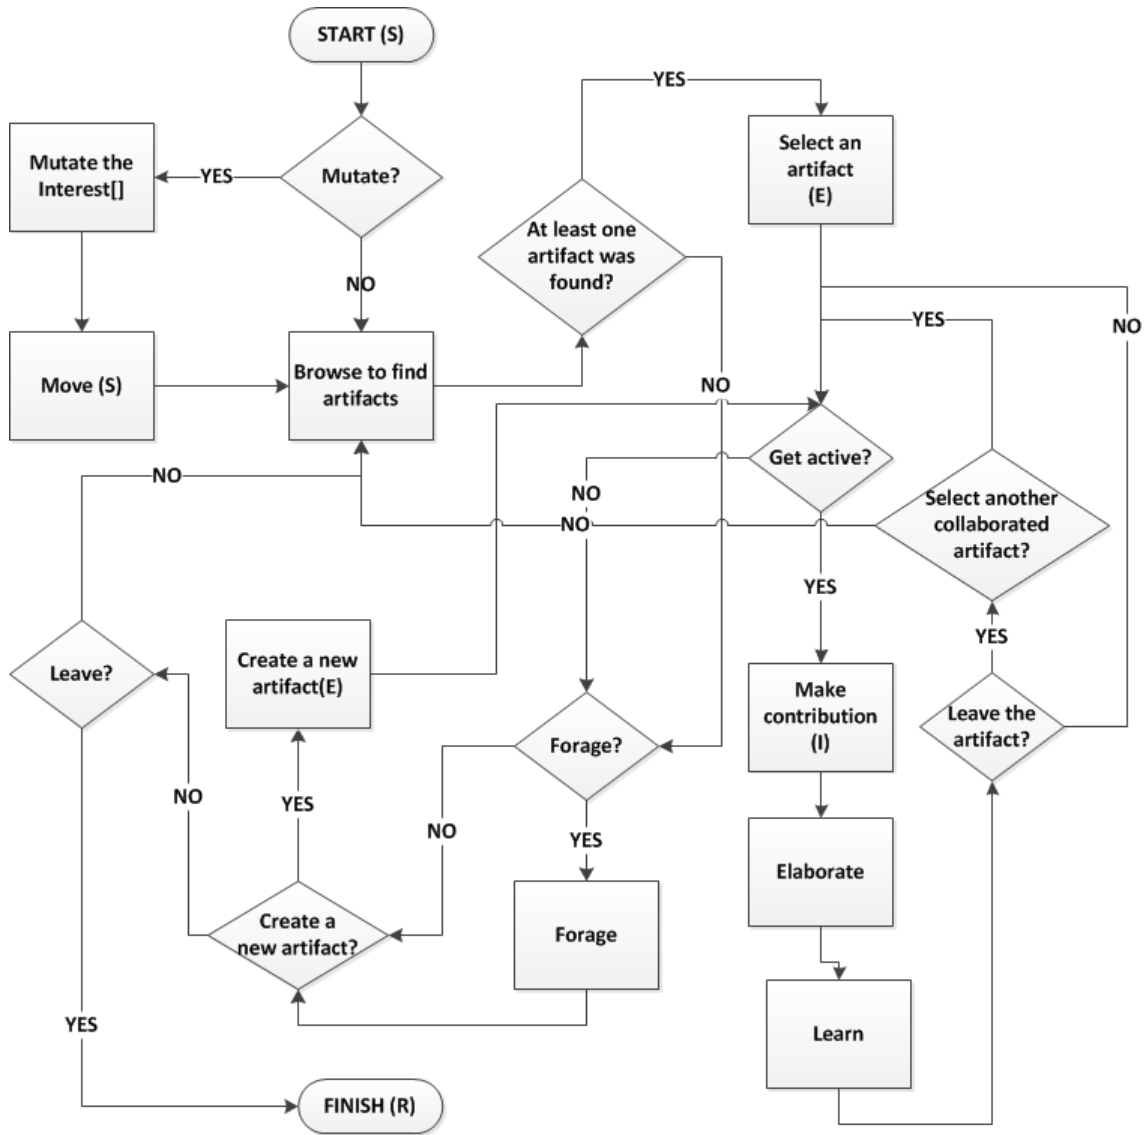 START (S)
Mutate the
Interest[]
YES
Mutate?
NO
Move (S)
Browse to find
artifacts
YES
At least one
artifact was
found?
NO
Select an
artifact
(E)
YES
NO
Get active?
NO
NO
NO
YES
Select another
collaborated
artifact?
YES
Leave?
Create a new
artifact(E)
Forage?
Make
contribution
(I)
Leave the
artifact?
NO
YES
NO
YES
Create a
new artifact?
Forage
Elaborate
Learn
YES
FINISH (R)